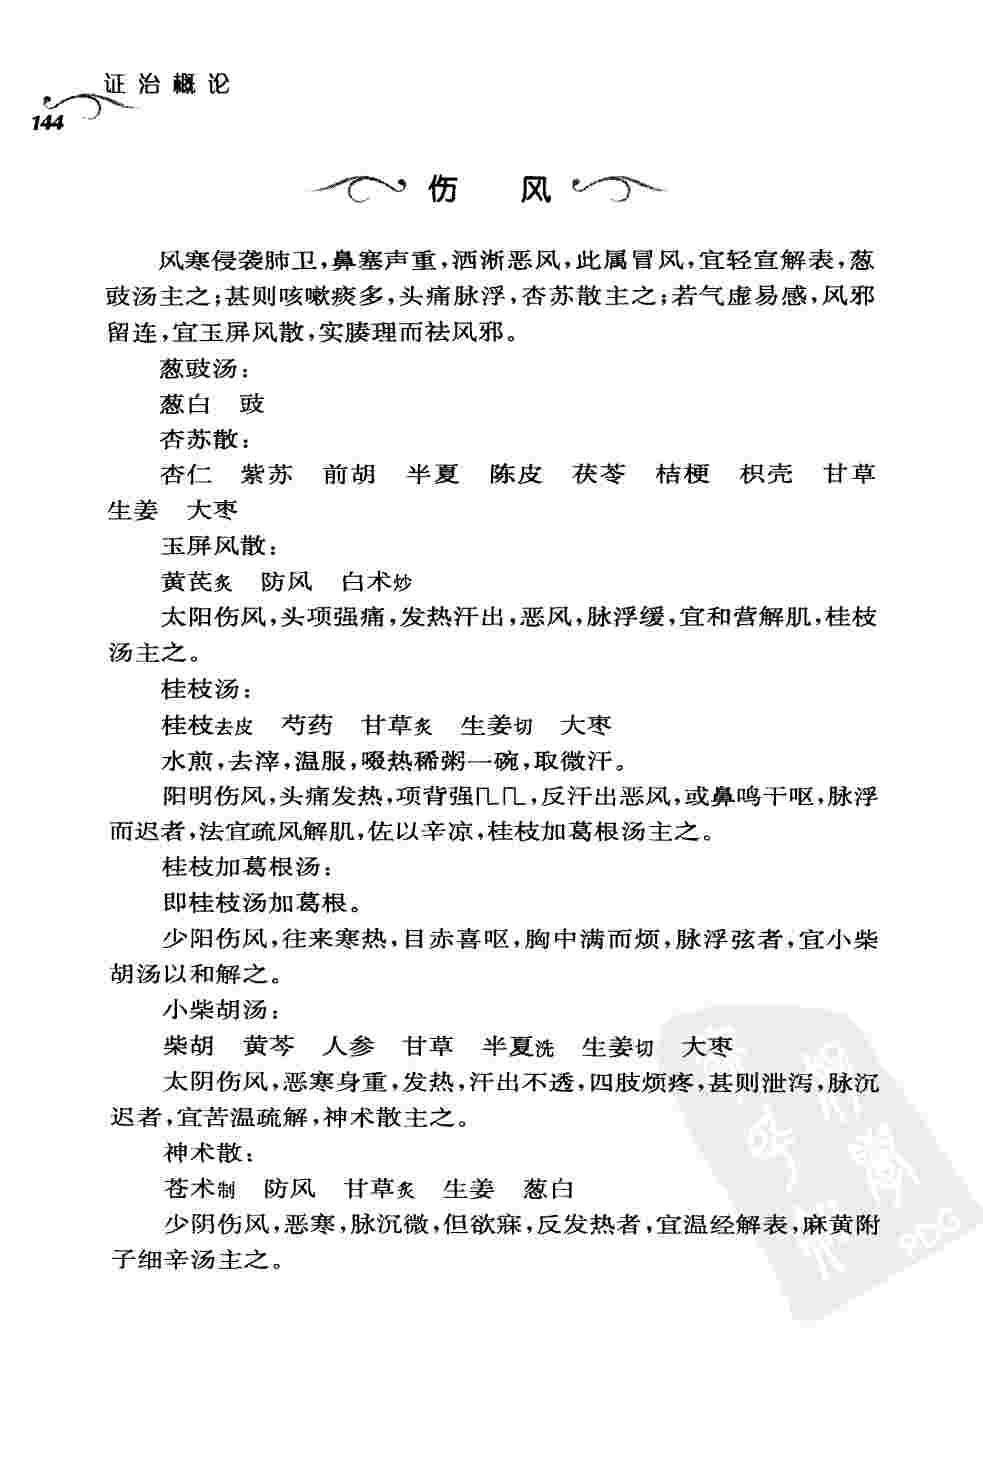 证治概论
144
伤 风
风寒侵袭肺卫,鼻塞声重,洒淅恶风,此属冒风,宜轻宣解表,葱
豉汤主之;甚则咳嗽痰多,头痛脉浮,杏苏散主之;若气虚易感,风邪
留连,宜玉屏风散,实腠理而祛风邪。
葱豉汤:
葱白 豉
杏苏散:
杏仁 紫苏 前胡 半夏 陈皮 茯苓 桔梗 枳壳 甘草
生姜 大枣
玉屏风散:
黄芪炙 防风 白术炒
太阳伤风,头项强痛,发热汗出,恶风,脉浮缓,宜和营解肌,桂枝
汤主之。
桂枝汤:
桂枝去皮 芍药 甘草炙 生姜切 大枣
水煎,去滓,温服,啜热稀粥一碗,取微汗。
阳明伤风,头痛发热,项背强几几,反汗出恶风,或鼻鸣干呕,脉浮
而迟者,法宜疏风解肌,佐以辛凉,桂枝加葛根汤主之。
桂枝加葛根汤:
即桂枝汤加葛根。
少阳伤风,往来寒热,目赤喜呕,胸中满而烦,脉浮弦者,宜小柴
胡汤以和解之。
小柴胡汤:
柴胡 黄芩 人参 甘草 半夏洗 生姜切 大枣
太阴伤风,恶寒身重,发热,汗出不透,四肢烦疼,甚则泄泻,脉沉
迟者,宜苦温疏解,神术散主之。
神术散:
苍术制 防风 甘草炙 生姜 葱白
少阴伤风,恶寒,脉沉微,但欲寐,反发热者,宜温经解表,麻黄附
子细辛汤主之。
PDG